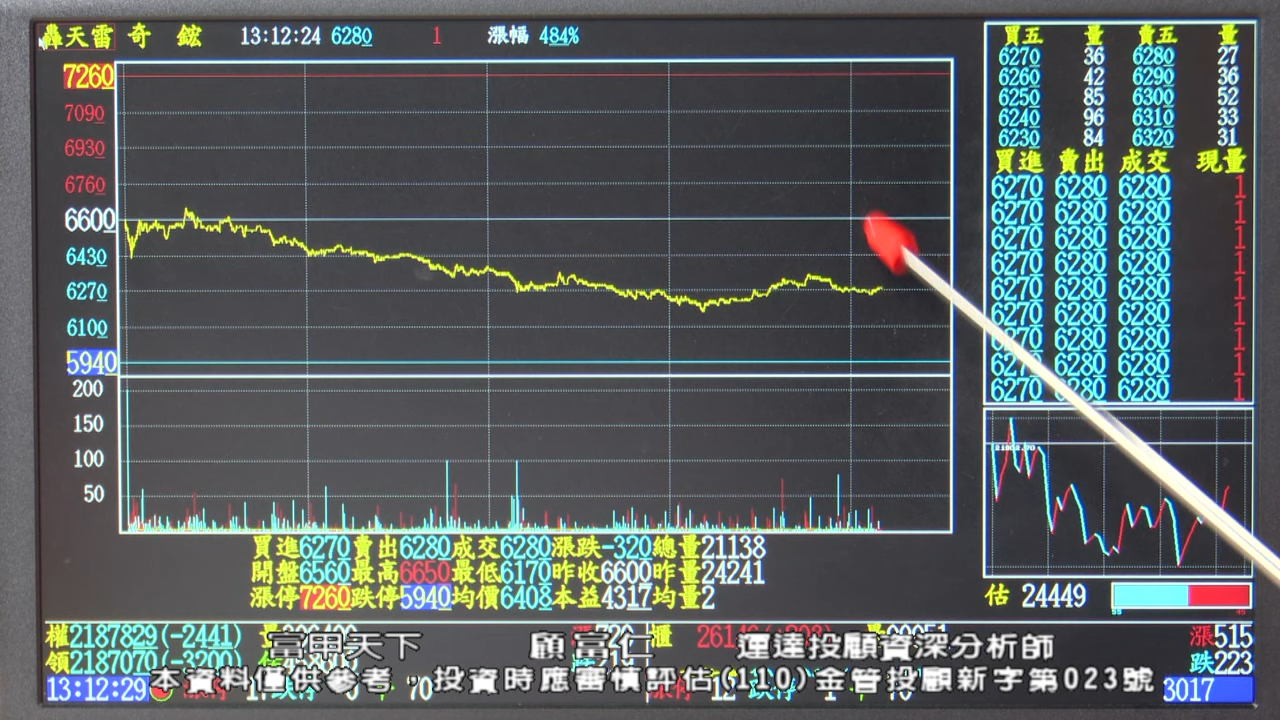 轟天雷 奇 鋐 13:12:24 6280 1 漲幅 484%
7260
7090
6930
6760
6600
6430
6270
6100
5940
200
150
100
50
買五 量 賣五 量
6270 36 6280 27
6260 42 6290 36
6250 85 6300 52
6240 96 6310 33
6230 84 6320 31
買進 賣出 成交 現量
6270 6280 6280 1
6270 6280 6280 1
6270 6280 6280 1
6270 6280 6280 1
6270 6280 6280 1
6270 6280 6280 1
6270 6280 6280 1
6270 6280 6280 1
6270 6280 6280 1
買進6270賣出6280成交6280漲跌-320總量21138
開盤6560最高6650最低6170昨收6600昨量24241
漲停7260跌停5940均價6408本益4317均量2
估 24449
55 45
權2187829(-2441) 量 櫃 漲515
領2187070(-3200) 跌223
富甲天下 顧富仁 運達投顧資深分析師
本資料僅供參考，投資時應審慎評估(110)金管投顧新字第023號
13:12:29 70 12 3017